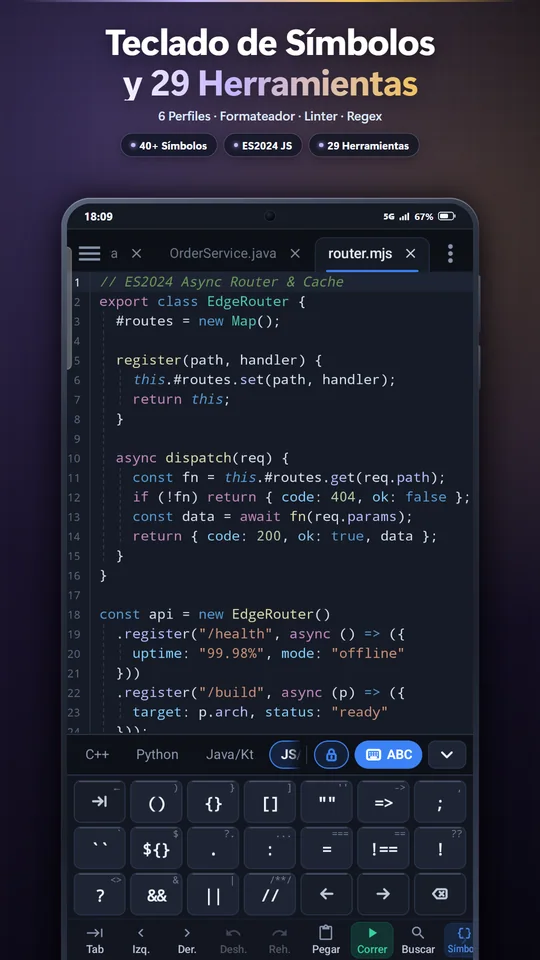 Teclado de Símbolos
y 29 Herramientas
6 Perfiles · Formateador · Linter · Regex
40+ Símbolos
ES2024 JS
29 Herramientas
18:09
5G 67%
a × OrderService.java × router.mjs ×
1 // ES2024 Async Router & Cache
2 export class EdgeRouter {
3 #routes = new Map();
4
5 register(path, handler) {
6 this.#routes.set(path, handler);
7 return this;
8 }
9
10 async dispatch(req) {
11 const fn = this.#routes.get(req.path);
12 if (!fn) return { code: 404, ok: false };
13 const data = await fn(req.params);
14 return { code: 200, ok: true, data };
15 }
16 }
17
18 const api = new EdgeRouter()
19 .register("/health", async () => ({
20 uptime: "99.98%", mode: "offline"
21 }))
22 .register("/build", async (p) => ({
23 target: p.arch, status: "ready"
24 }));
C++ Python Java/Kt JS/ ABC
→| ← () ) {} } [] ] "" '' => -> ; ,
`` ` ${} $ . ?. : ... = === !== == ! ??
? <> && & || | // /**/ ← → ⌫
Tab Izq. Der. Desh. Reh. Pegar Correr Buscar Símbo